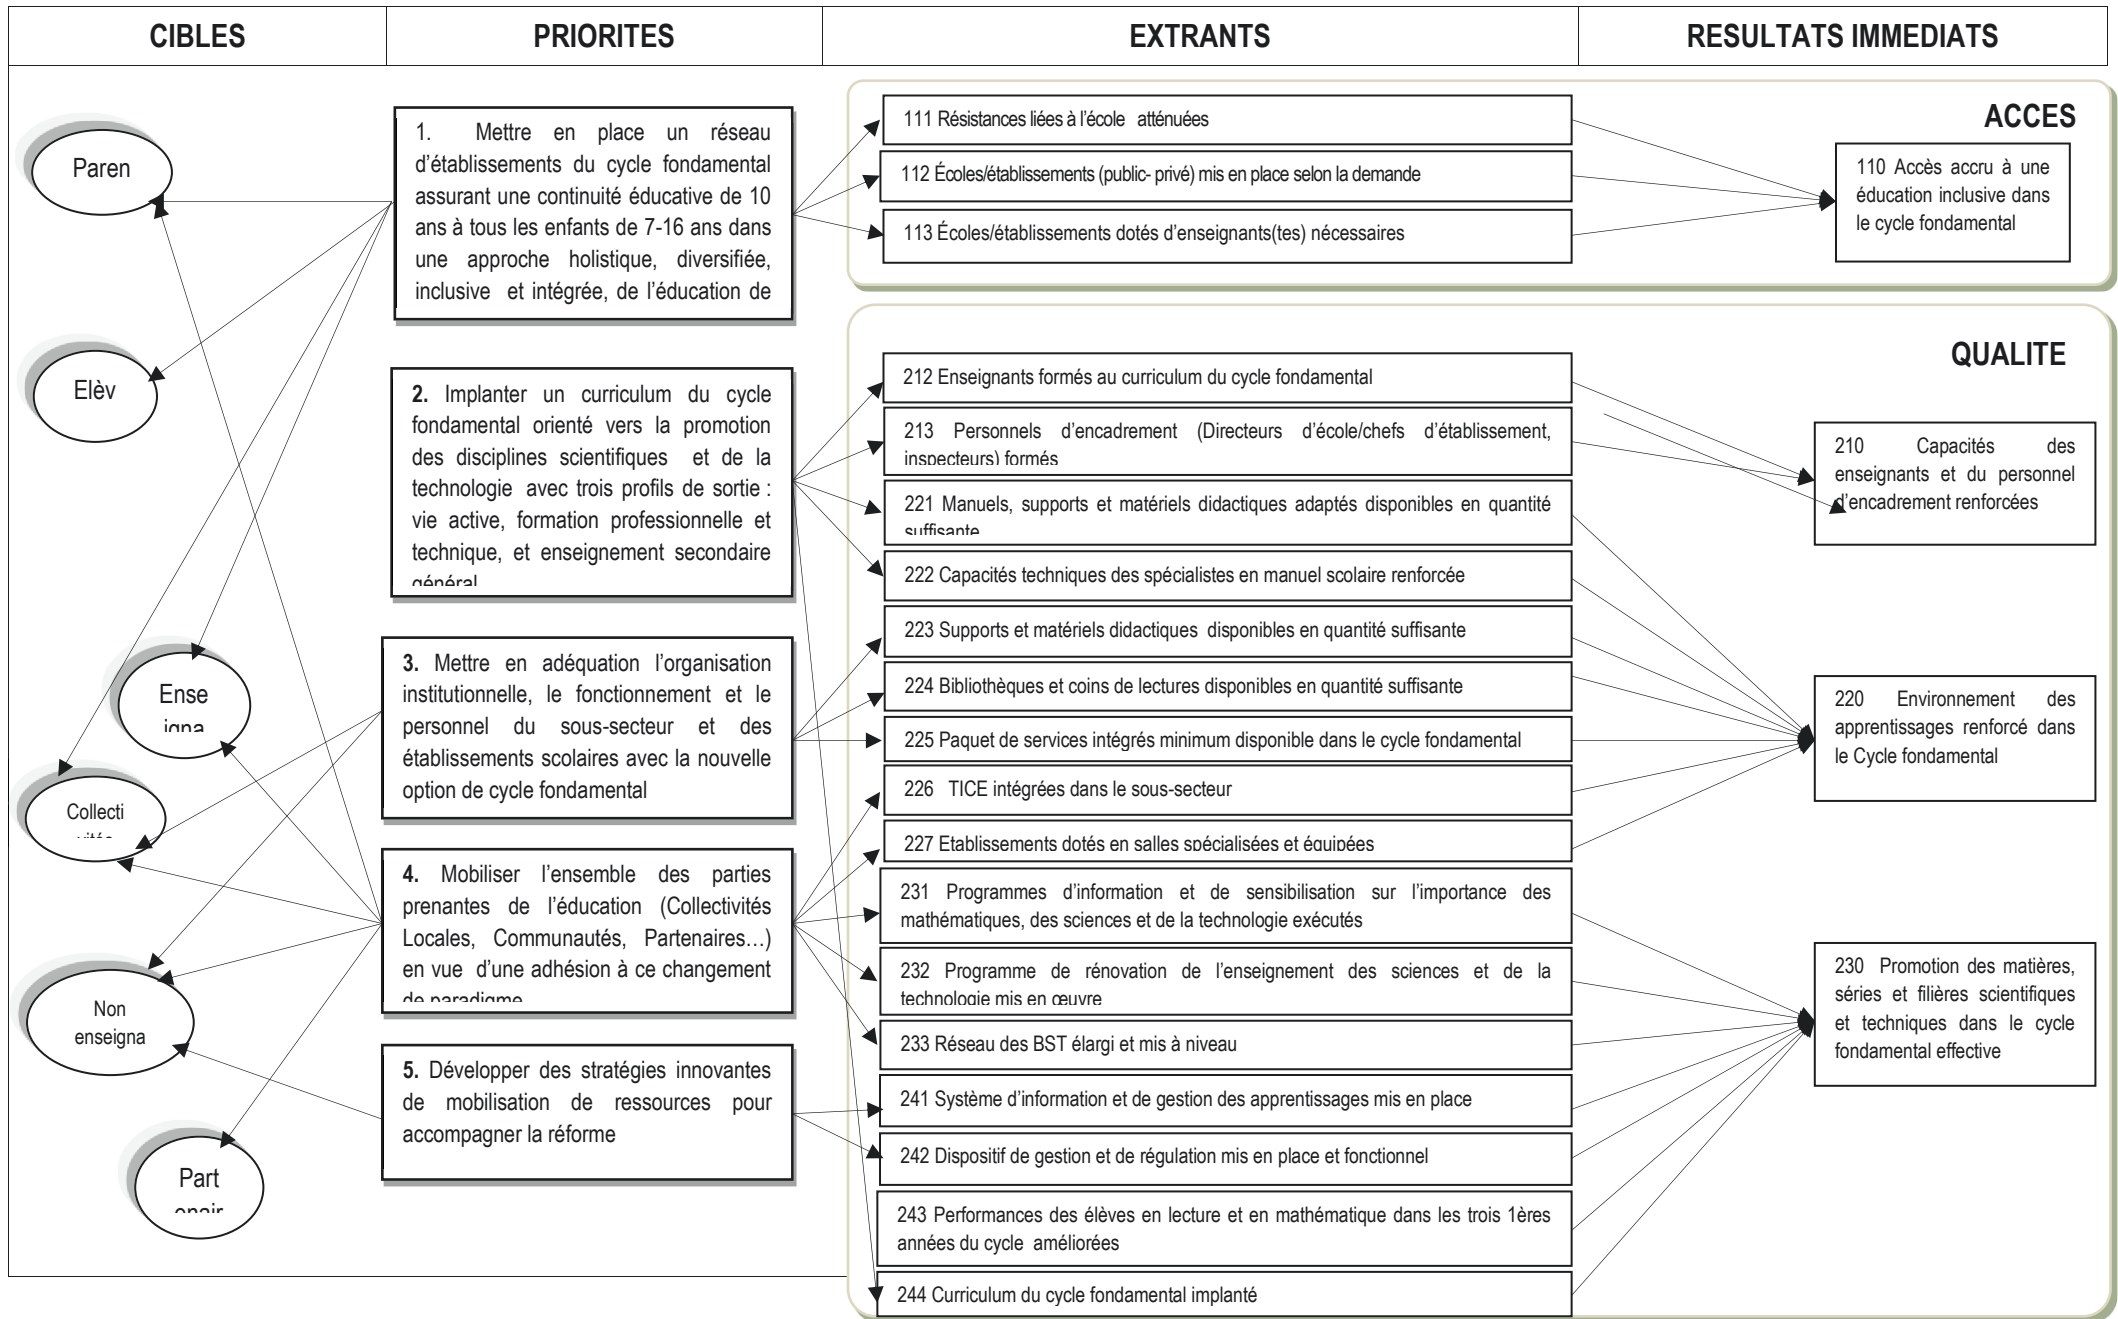 CIBLES
PRIORITES
EXTRANTS
RESULTATS IMMEDIATS
Paren
Elèv
Ense
igna
Collecti
vités
Non
enseigna
Part
enair
1. Mettre en place un réseau
d’établissements du cycle fondamental
assurant une continuité éducative de 10
ans à tous les enfants de 7-16 ans dans
une approche holistique, diversifiée,
inclusive et intégrée, de l’éducation de
2. Implanter un curriculum du cycle
fondamental orienté vers la promotion
des disciplines scientifiques et de la
technologie avec trois profils de sortie :
vie active, formation professionnelle et
technique, et enseignement secondaire
général
3. Mettre en adéquation l’organisation
institutionnelle, le fonctionnement et le
personnel du sous-secteur et des
établissements scolaires avec la nouvelle
option de cycle fondamental
4. Mobiliser l’ensemble des parties
prenantes de l’éducation (Collectivités
Locales, Communautés, Partenaires…)
en vue d’une adhésion à ce changement
de paradigme
5. Développer des stratégies innovantes
de mobilisation de ressources pour
accompagner la réforme
111 Résistances liées à l’école atténuées
112 Écoles/établissements (public- privé) mis en place selon la demande
113 Écoles/établissements dotés d’enseignants(tes) nécessaires
212 Enseignants formés au curriculum du cycle fondamental
213 Personnels d’encadrement (Directeurs d’école/chefs d’établissement,
inspecteurs) formés
221 Manuels, supports et matériels didactiques adaptés disponibles en quantité
suffisante
222 Capacités techniques des spécialistes en manuel scolaire renforcée
223 Supports et matériels didactiques disponibles en quantité suffisante
224 Bibliothèques et coins de lectures disponibles en quantité suffisante
225 Paquet de services intégrés minimum disponible dans le cycle fondamental
226 TICE intégrées dans le sous-secteur
227 Etablissements dotés en salles spécialisées et équipées
231 Programmes d’information et de sensibilisation sur l’importance des
mathématiques, des sciences et de la technologie exécutés
232 Programme de rénovation de l’enseignement des sciences et de la
technologie mis en œuvre
233 Réseau des BST élargi et mis à niveau
241 Système d’information et de gestion des apprentissages mis en place
242 Dispositif de gestion et de régulation mis en place et fonctionnel
243 Performances des élèves en lecture et en mathématique dans les trois 1ères
années du cycle améliorées
244 Curriculum du cycle fondamental implanté
ACCES
110 Accès accru à une
éducation inclusive dans
le cycle fondamental
QUALITE
210 Capacités des
enseignants et du personnel
d’encadrement renforcées
220 Environnement des
apprentissages renforcé dans
le Cycle fondamental
230 Promotion des matières,
séries et filières scientifiques
et techniques dans le cycle
fondamental effective